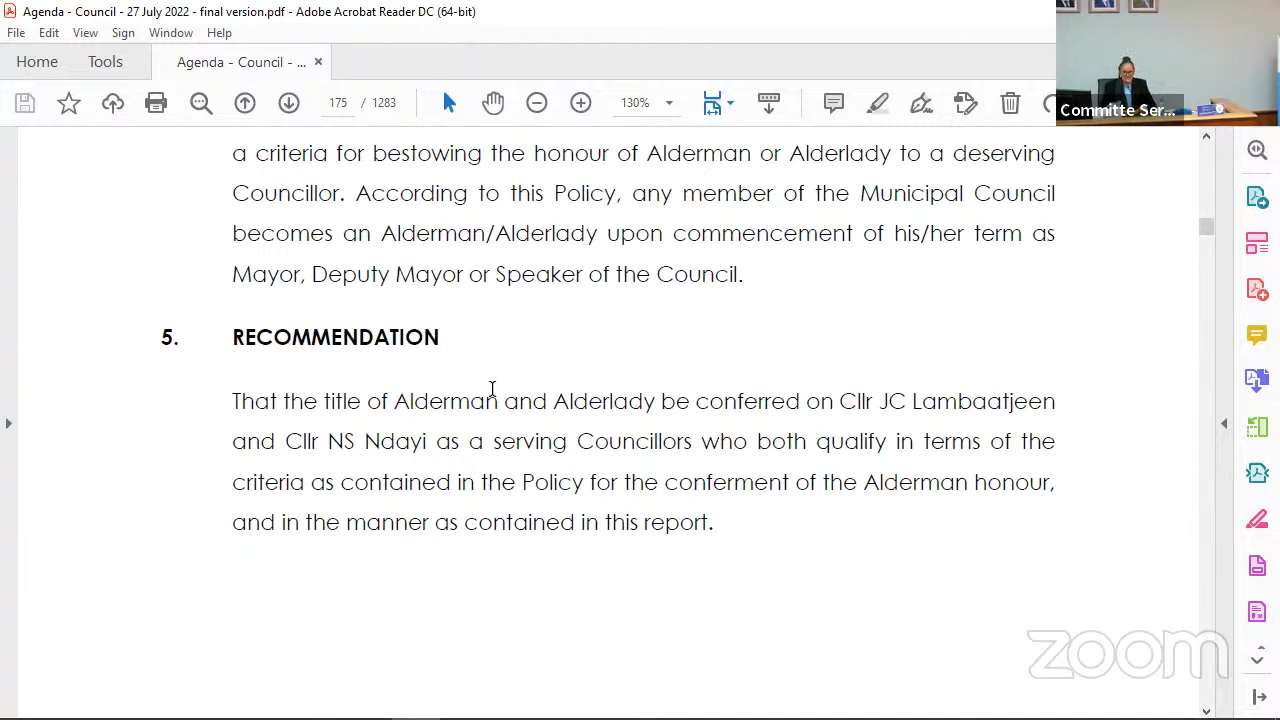 Agenda - Council - 27 July 2022 - final version.pdf - Adobe Acrobat Reader DC (64-bit)
File Edit View Sign Window Help
Home Tools Agenda - Council - ... ×
175 / 1283 130%
Committe Ser...
a criteria for bestowing the honour of Alderman or Alderlady to a deserving
Councillor. According to this Policy, any member of the Municipal Council
becomes an Alderman/Alderlady upon commencement of his/her term as
Mayor, Deputy Mayor or Speaker of the Council.
5. RECOMMENDATION
That the title of Alderman and Alderlady be conferred on Cllr JC Lambaatjeen
and Cllr NS Ndayi as a serving Councillors who both qualify in terms of the
criteria as contained in the Policy for the conferment of the Alderman honour,
and in the manner as contained in this report.
zoom